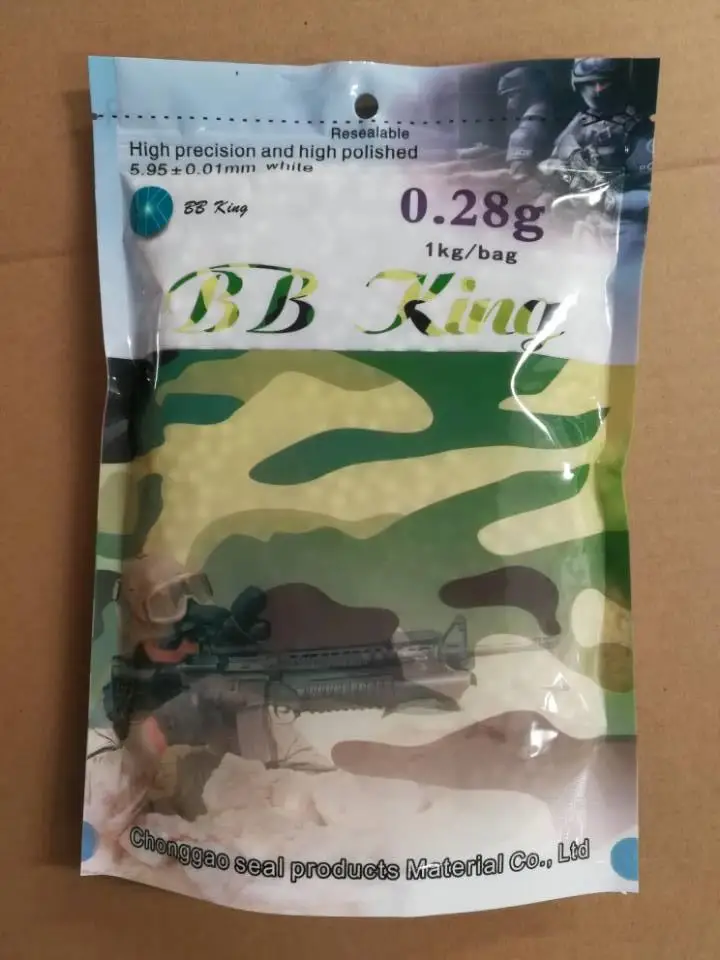 Resealable
High precision and high polished
5.95±0.01mm white
BB King
0.28g
1kg/bag
BB King
Chonggao seal products Material Co., Ltd